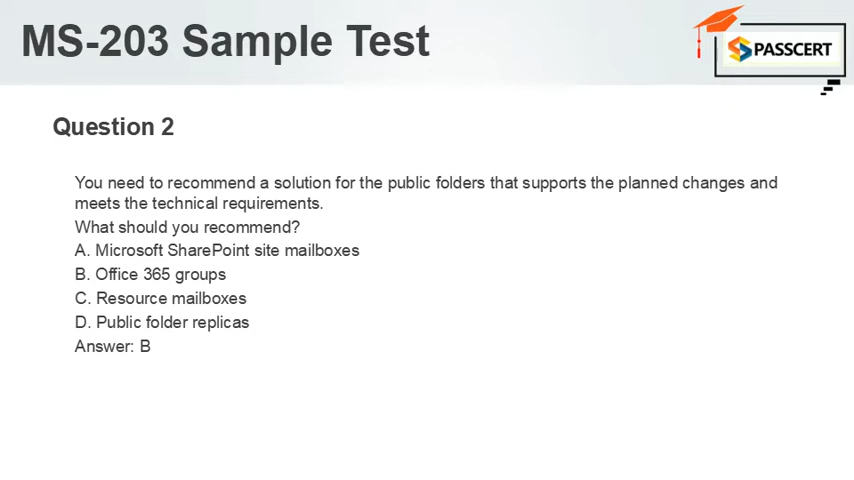 MS-203 Sample Test
PASSCERT
Question 2
You need to recommend a solution for the public folders that supports the planned changes and
meets the technical requirements.
What should you recommend?
A. Microsoft SharePoint site mailboxes
B. Office 365 groups
C. Resource mailboxes
D. Public folder replicas
Answer: B